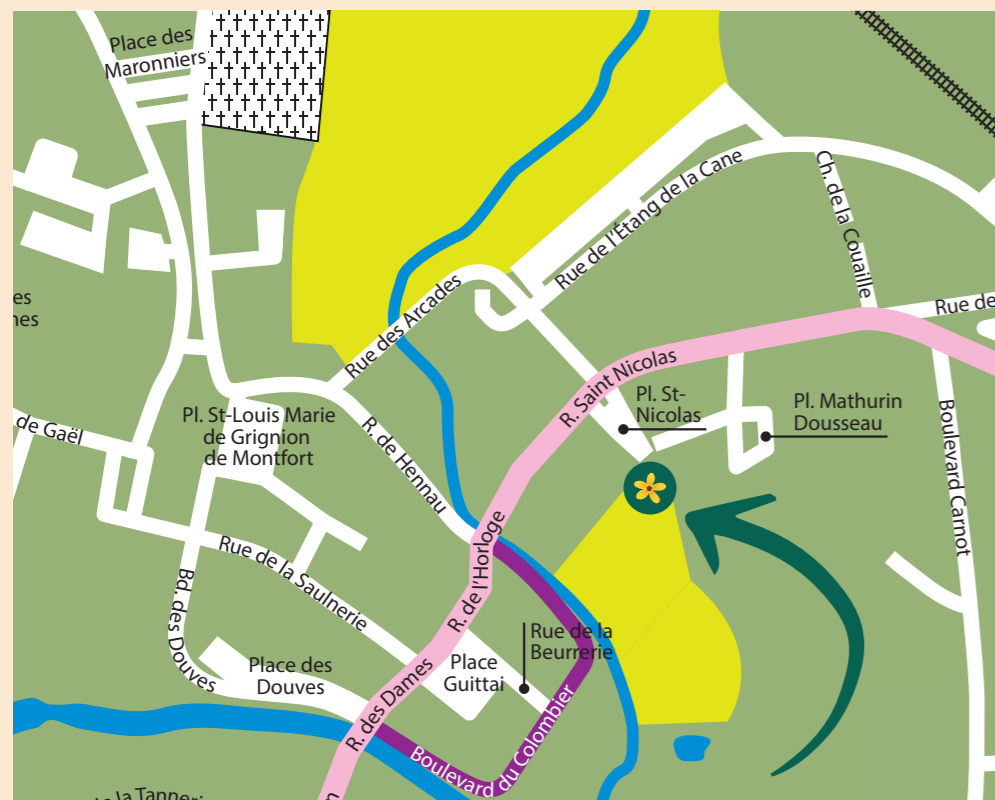 Place des
Maronniers
Rue de l'Étang de la Cane
Ch. de la Couaille
Rue des Arcades
Rue de
R. Saint Nicolas
Pl. St-
Nicolas
Pl. Mathurin
Dousseau
Pl. St-Louis Marie
de Grignion
de Montfort
de Gaël
R. de Hennau
Boulevard Carnot
R. de l'Horloge
Rue de la Saulnerie
Bd. des Douves
Rue de la
Beurrerie
Place des
Douves
Place
Guittai
R. des Dames
Boulevard du Colombier